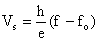 Vₛ = h/e (f − fₒ)